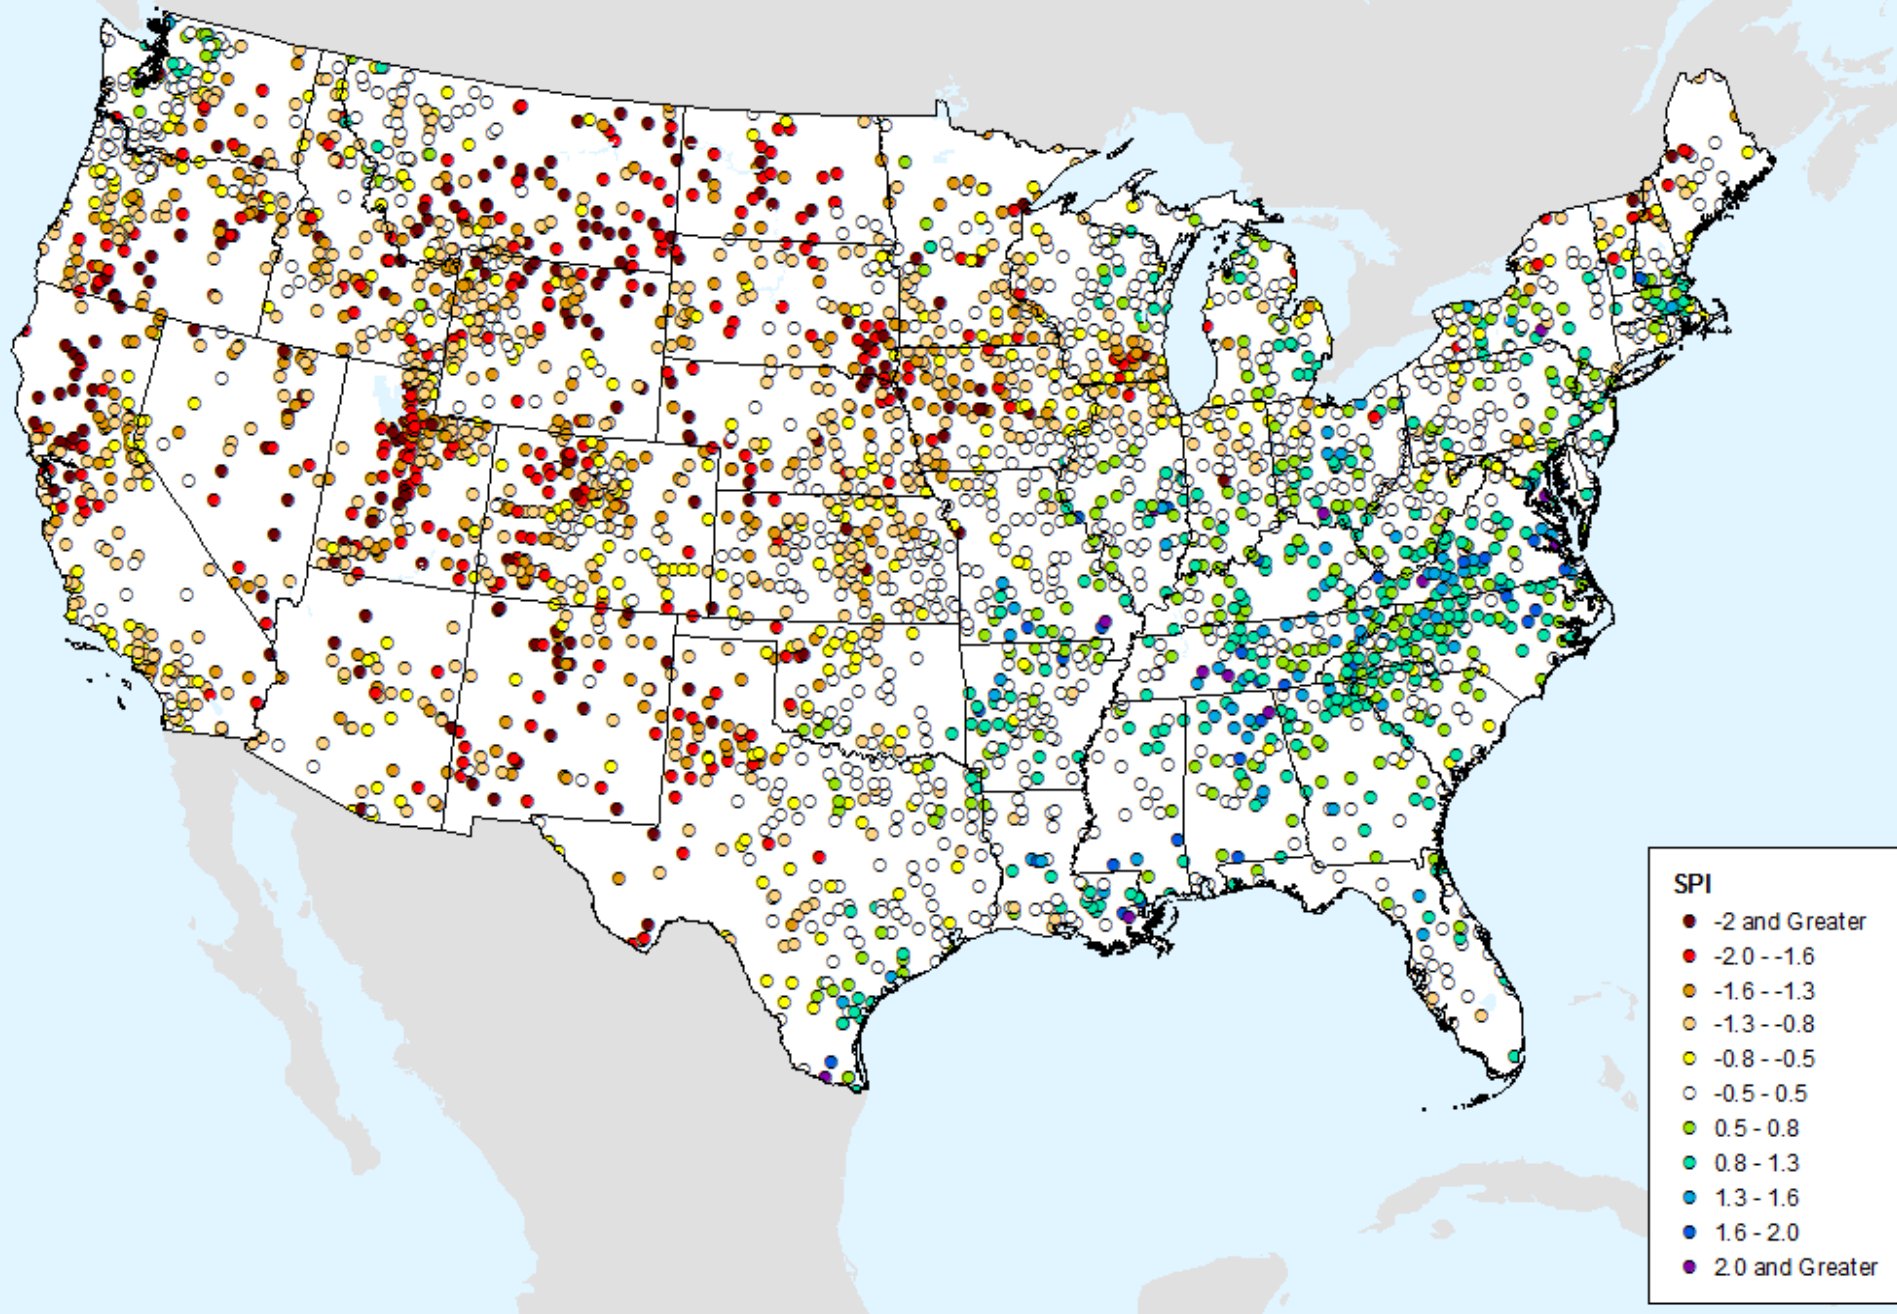 SPI
-2 and Greater
-2.0 - -1.6
-1.6 - -1.3
-1.3 - -0.8
-0.8 - -0.5
-0.5 - 0.5
0.5 - 0.8
0.8 - 1.3
1.3 - 1.6
1.6 - 2.0
2.0 and Greater